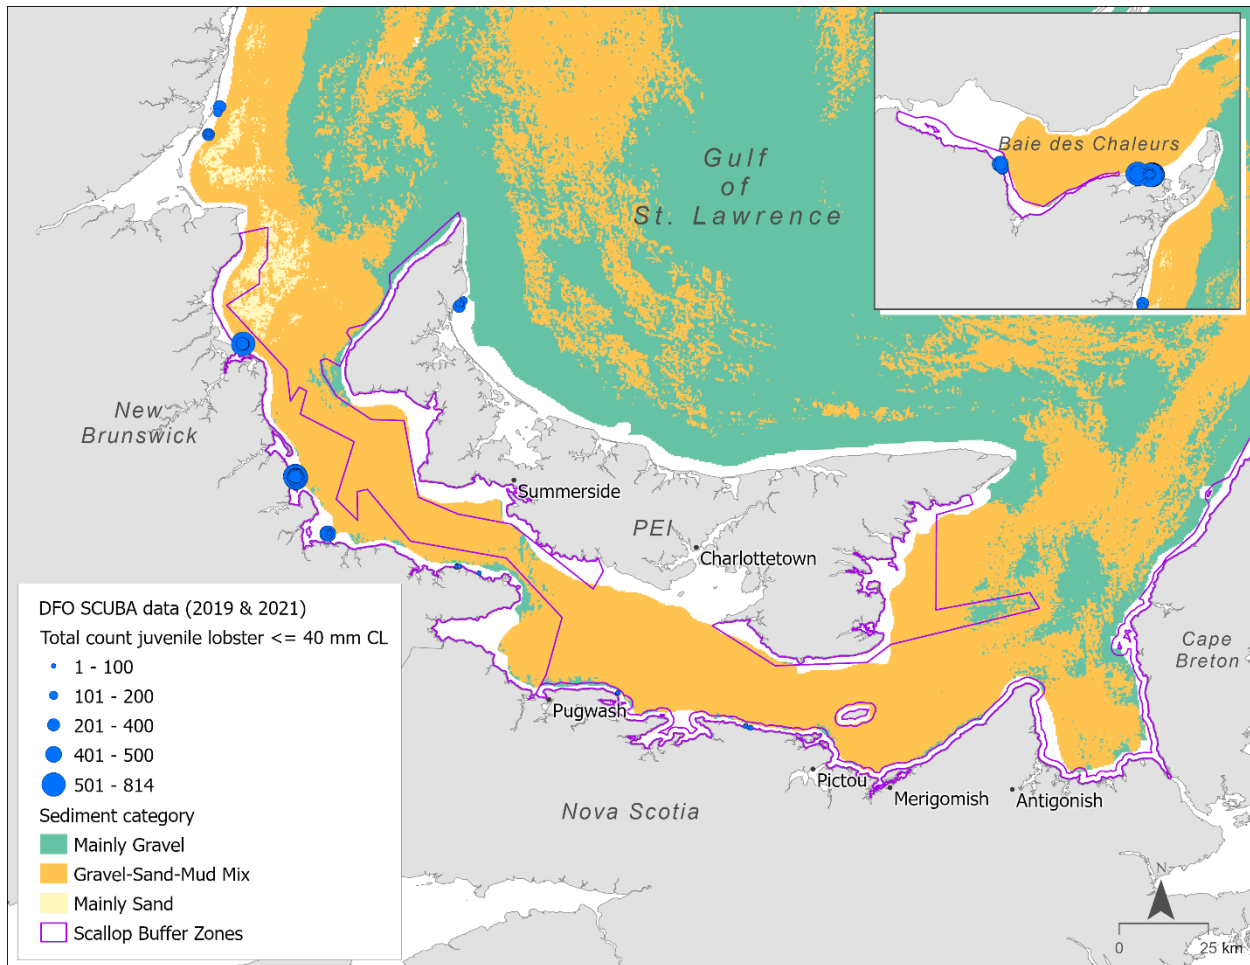 Baie des Chaleurs
Gulf
of
St. Lawrence
New
Brunswick
Summerside
PEI
Charlottetown
Cape
Breton
Pugwash
Pictou
Merigomish
Antigonish
Nova Scotia
DFO SCUBA data (2019 & 2021)
Total count juvenile lobster <= 40 mm CL
1 - 100
101 - 200
201 - 400
401 - 500
501 - 814
Sediment category
Mainly Gravel
Gravel-Sand-Mud Mix
Mainly Sand
Scallop Buffer Zones
N
0 25 km